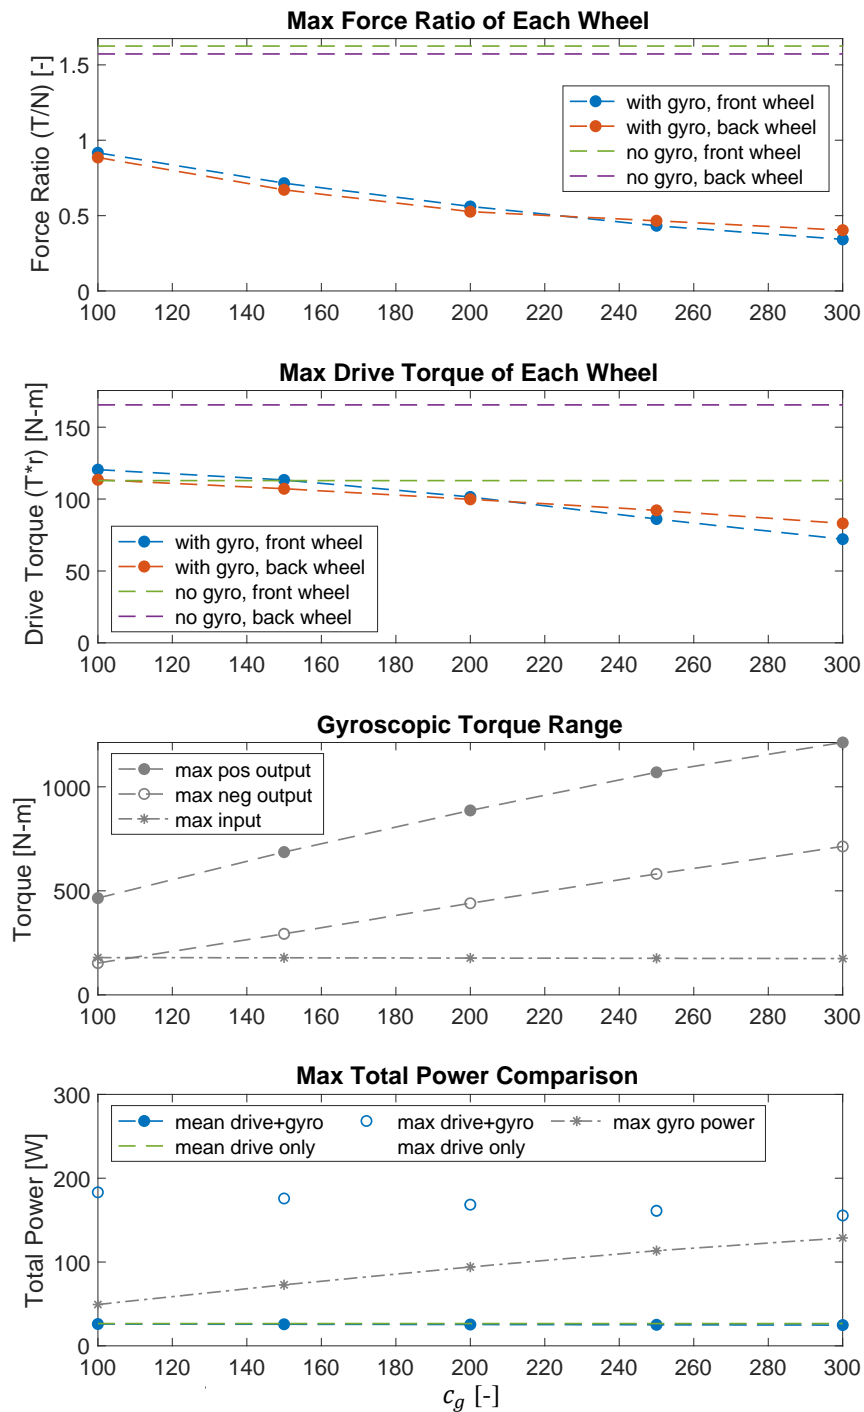 Max Force Ratio of Each Wheel
Force Ratio (T/N) [-]
1.5
1
0.5
0
with gyro, front wheel
with gyro, back wheel
no gyro, front wheel
no gyro, back wheel
100 120 140 160 180 200 220 240 260 280 300
Max Drive Torque of Each Wheel
Drive Torque (T*r) [N-m]
150
100
50
0
with gyro, front wheel
with gyro, back wheel
no gyro, front wheel
no gyro, back wheel
100 120 140 160 180 200 220 240 260 280 300
Gyroscopic Torque Range
Torque [N-m]
1000
500
0
max pos output
max neg output
max input
100 120 140 160 180 200 220 240 260 280 300
Max Total Power Comparison
Total Power [W]
300
200
100
0
mean drive+gyro max drive+gyro max gyro power
mean drive only max drive only
100 120 140 160 180 200 220 240 260 280 300
c_g [-]